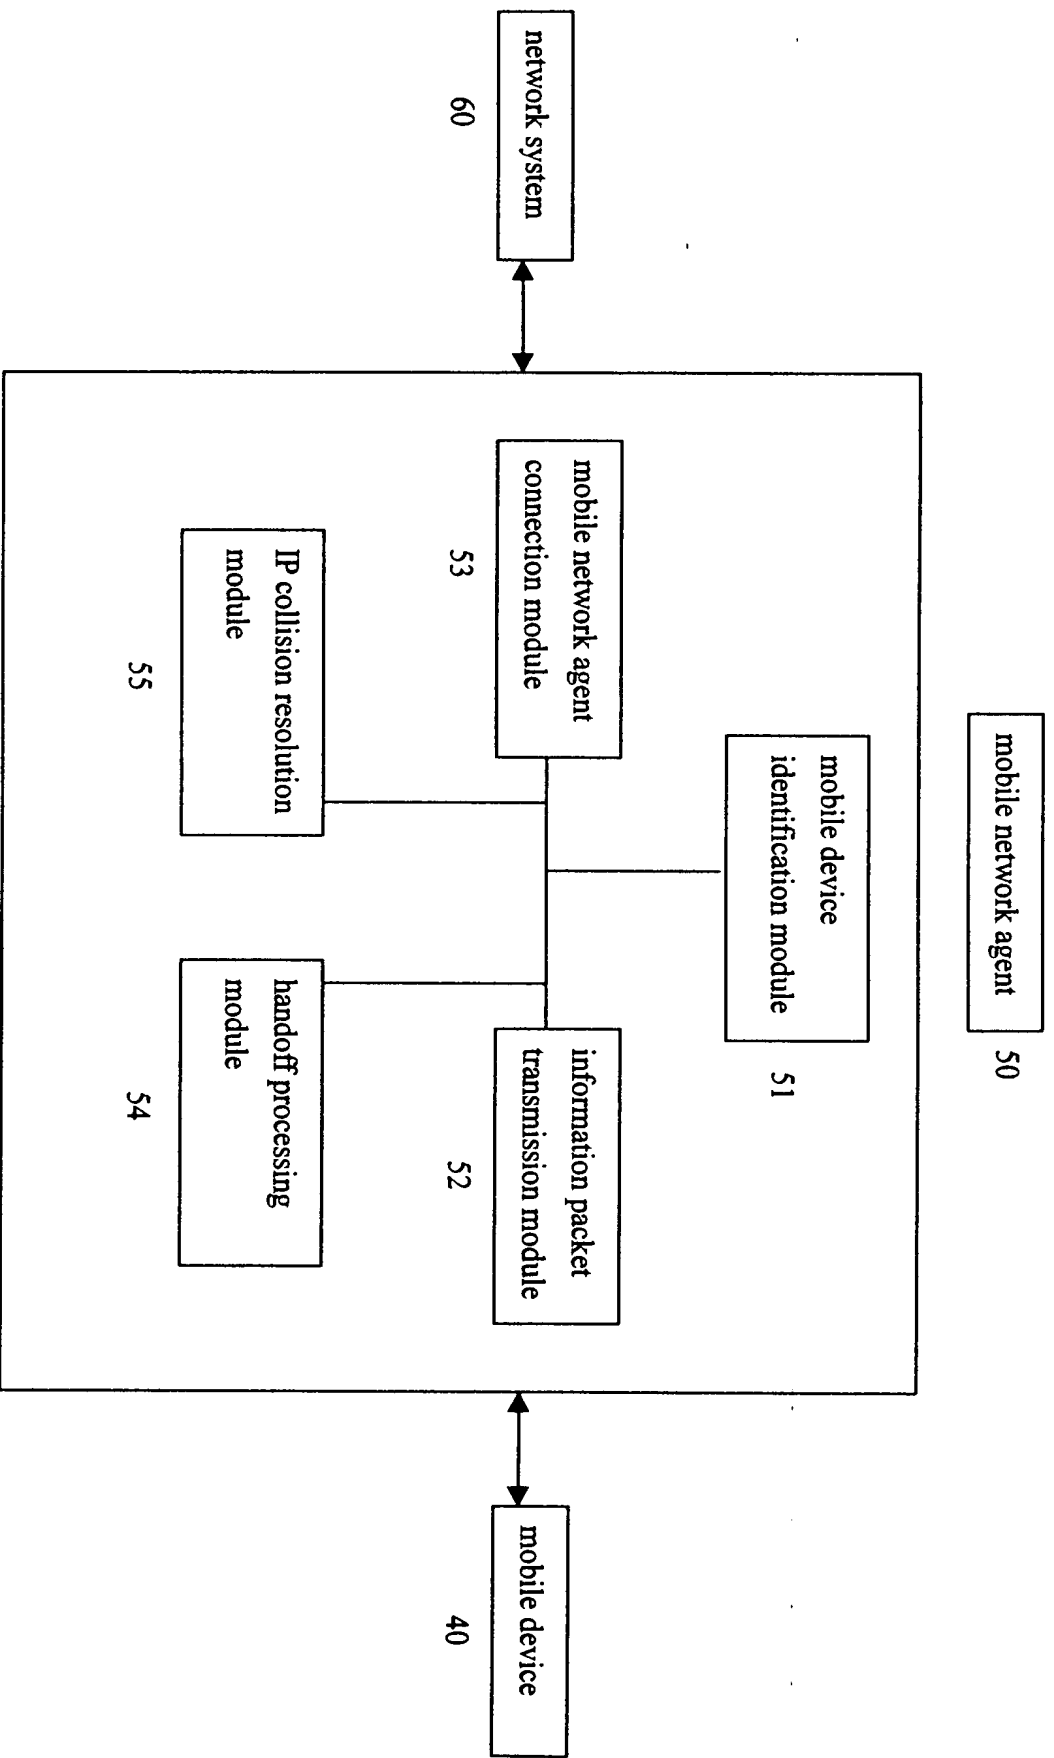 mobile network agent
50
mobile device
identification module
51
network system
60
mobile network agent
connection module
53
information packet
transmission module
52
mobile device
40
IP collision resolution
module
55
handoff processing
module
54